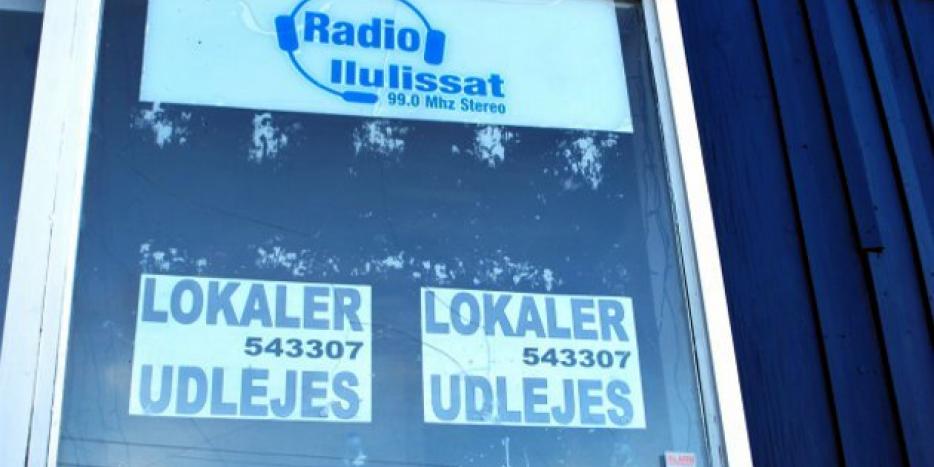 Radio
Ilulissat
99.0 Mhz Stereo
LOKALER
543307
UDLEJES
LOKALER
543307
UDLEJES